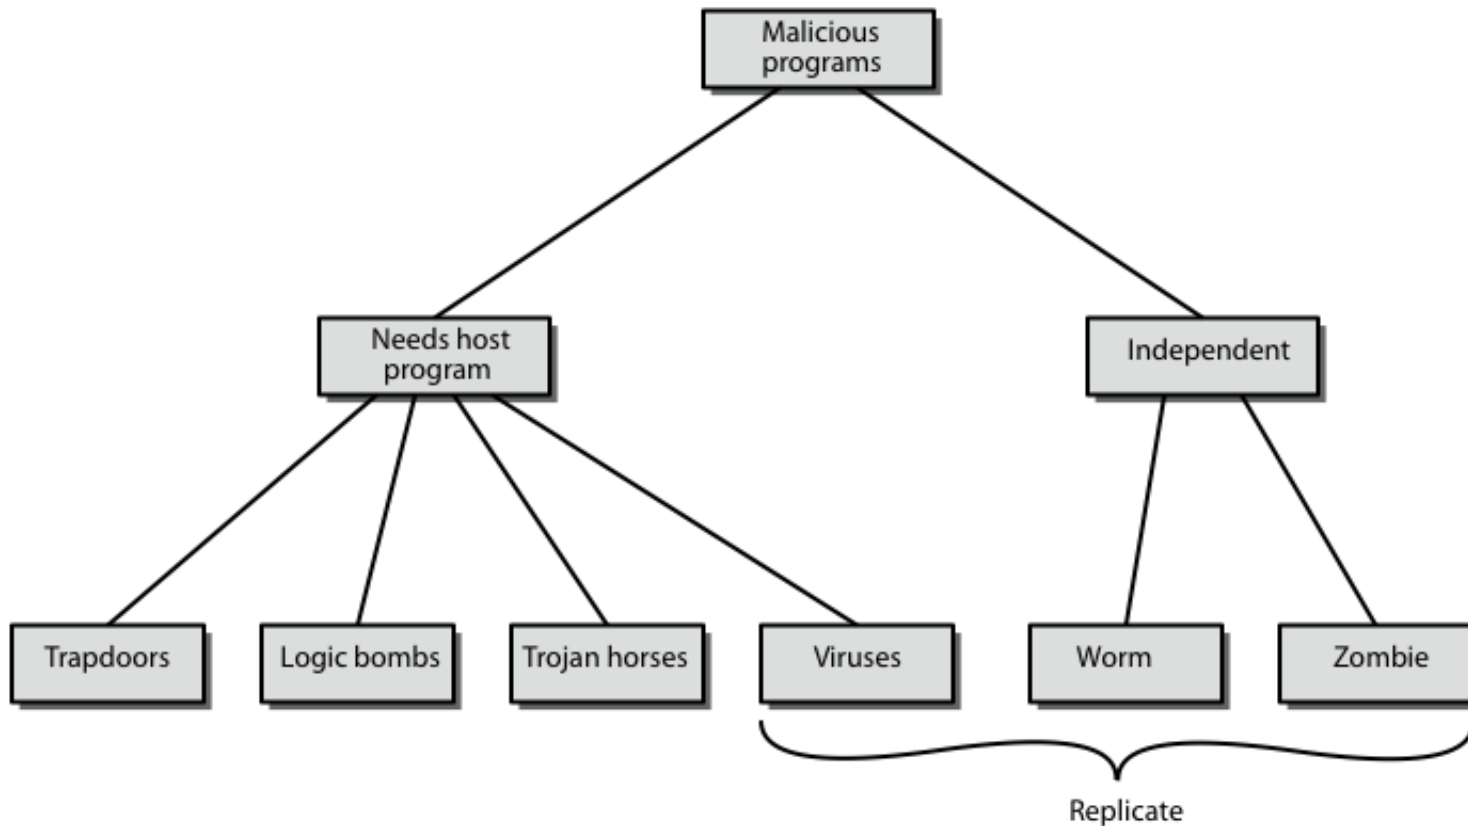 Malicious
programs
Needs host
program
Independent
Trapdoors
Logic bombs
Trojan horses
Viruses
Worm
Zombie
Replicate